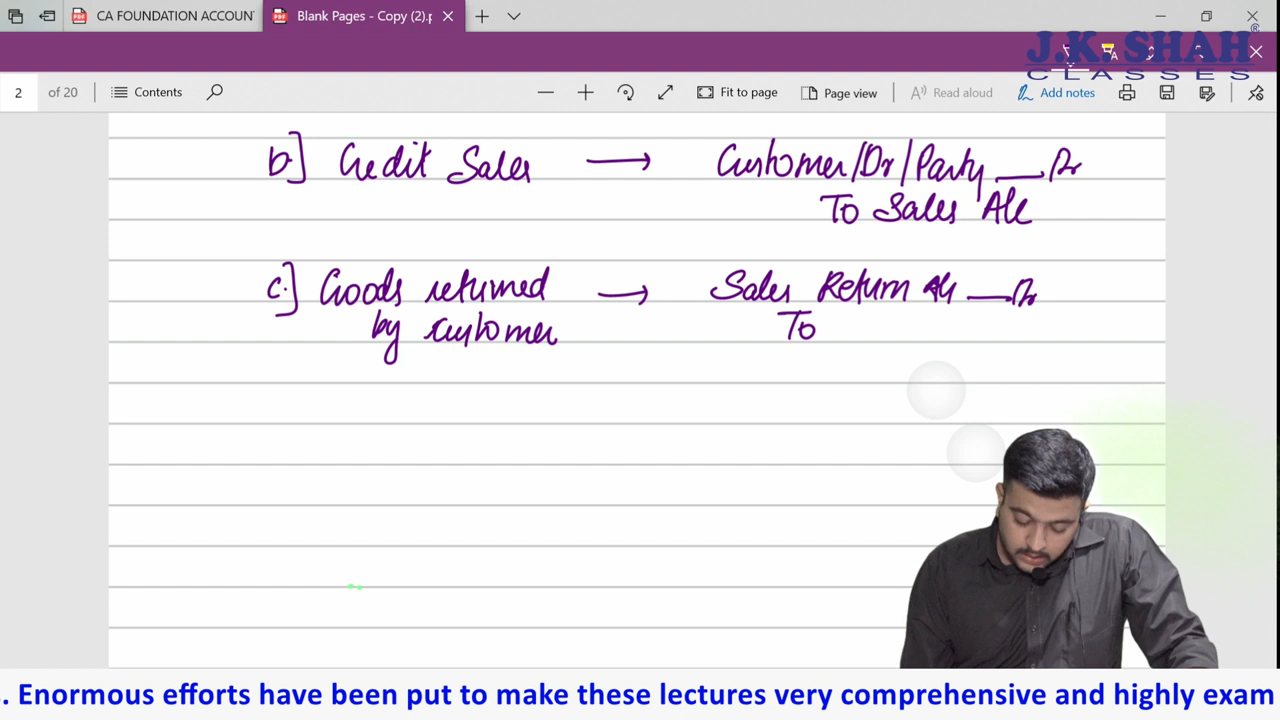 CA FOUNDATION ACCOUN
Blank Pages - Copy (2).p
J.K. SHAH ®
CLASSES
2 of 20 Contents Fit to page Page view Read aloud Add notes
b] Credit Sales → Customer/Dr/Party — Dr
To Sales A/c
c.] Goods returned → Sales Return A/c — Dr
by customer To
. Enormous efforts have been put to make these lectures very comprehensive and highly exam